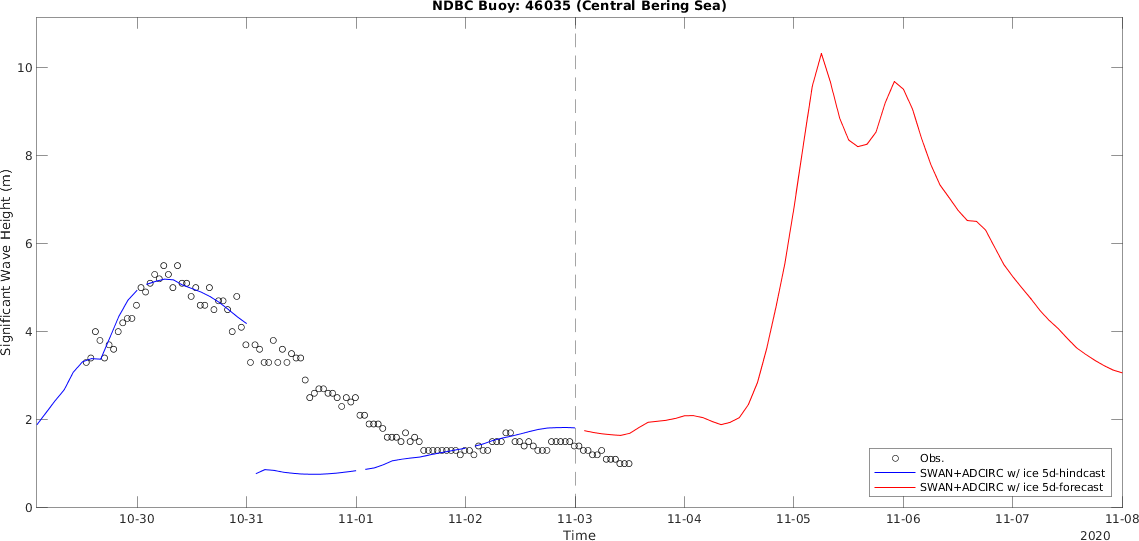 NDBC Buoy: 46035 (Central Bering Sea)
Significant Wave Height (m)
10
8
6
4
2
0
10-30
10-31
11-01
11-02
11-03
11-04
11-05
11-06
11-07
11-08
Time
2020
Obs.
SWAN+ADCIRC w/ ice 5d-hindcast
SWAN+ADCIRC w/ ice 5d-forecast